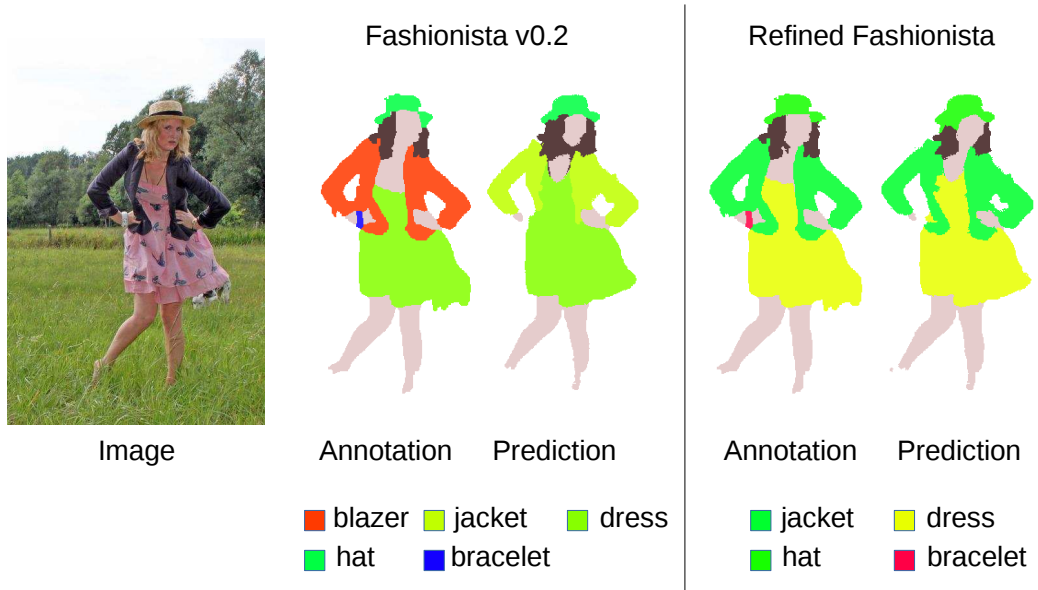 Fashionista v0.2
Refined Fashionista
Image
Annotation
Prediction
Annotation
Prediction
blazer
jacket
dress
hat
bracelet
jacket
dress
hat
bracelet